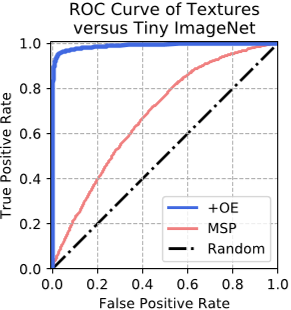 ROC Curve of Textures
versus Tiny ImageNet
True Positive Rate
1.0
0.8
0.6
0.4
0.2
0.0
+OE
MSP
Random
0.0 0.2 0.4 0.6 0.8 1.0
False Positive Rate